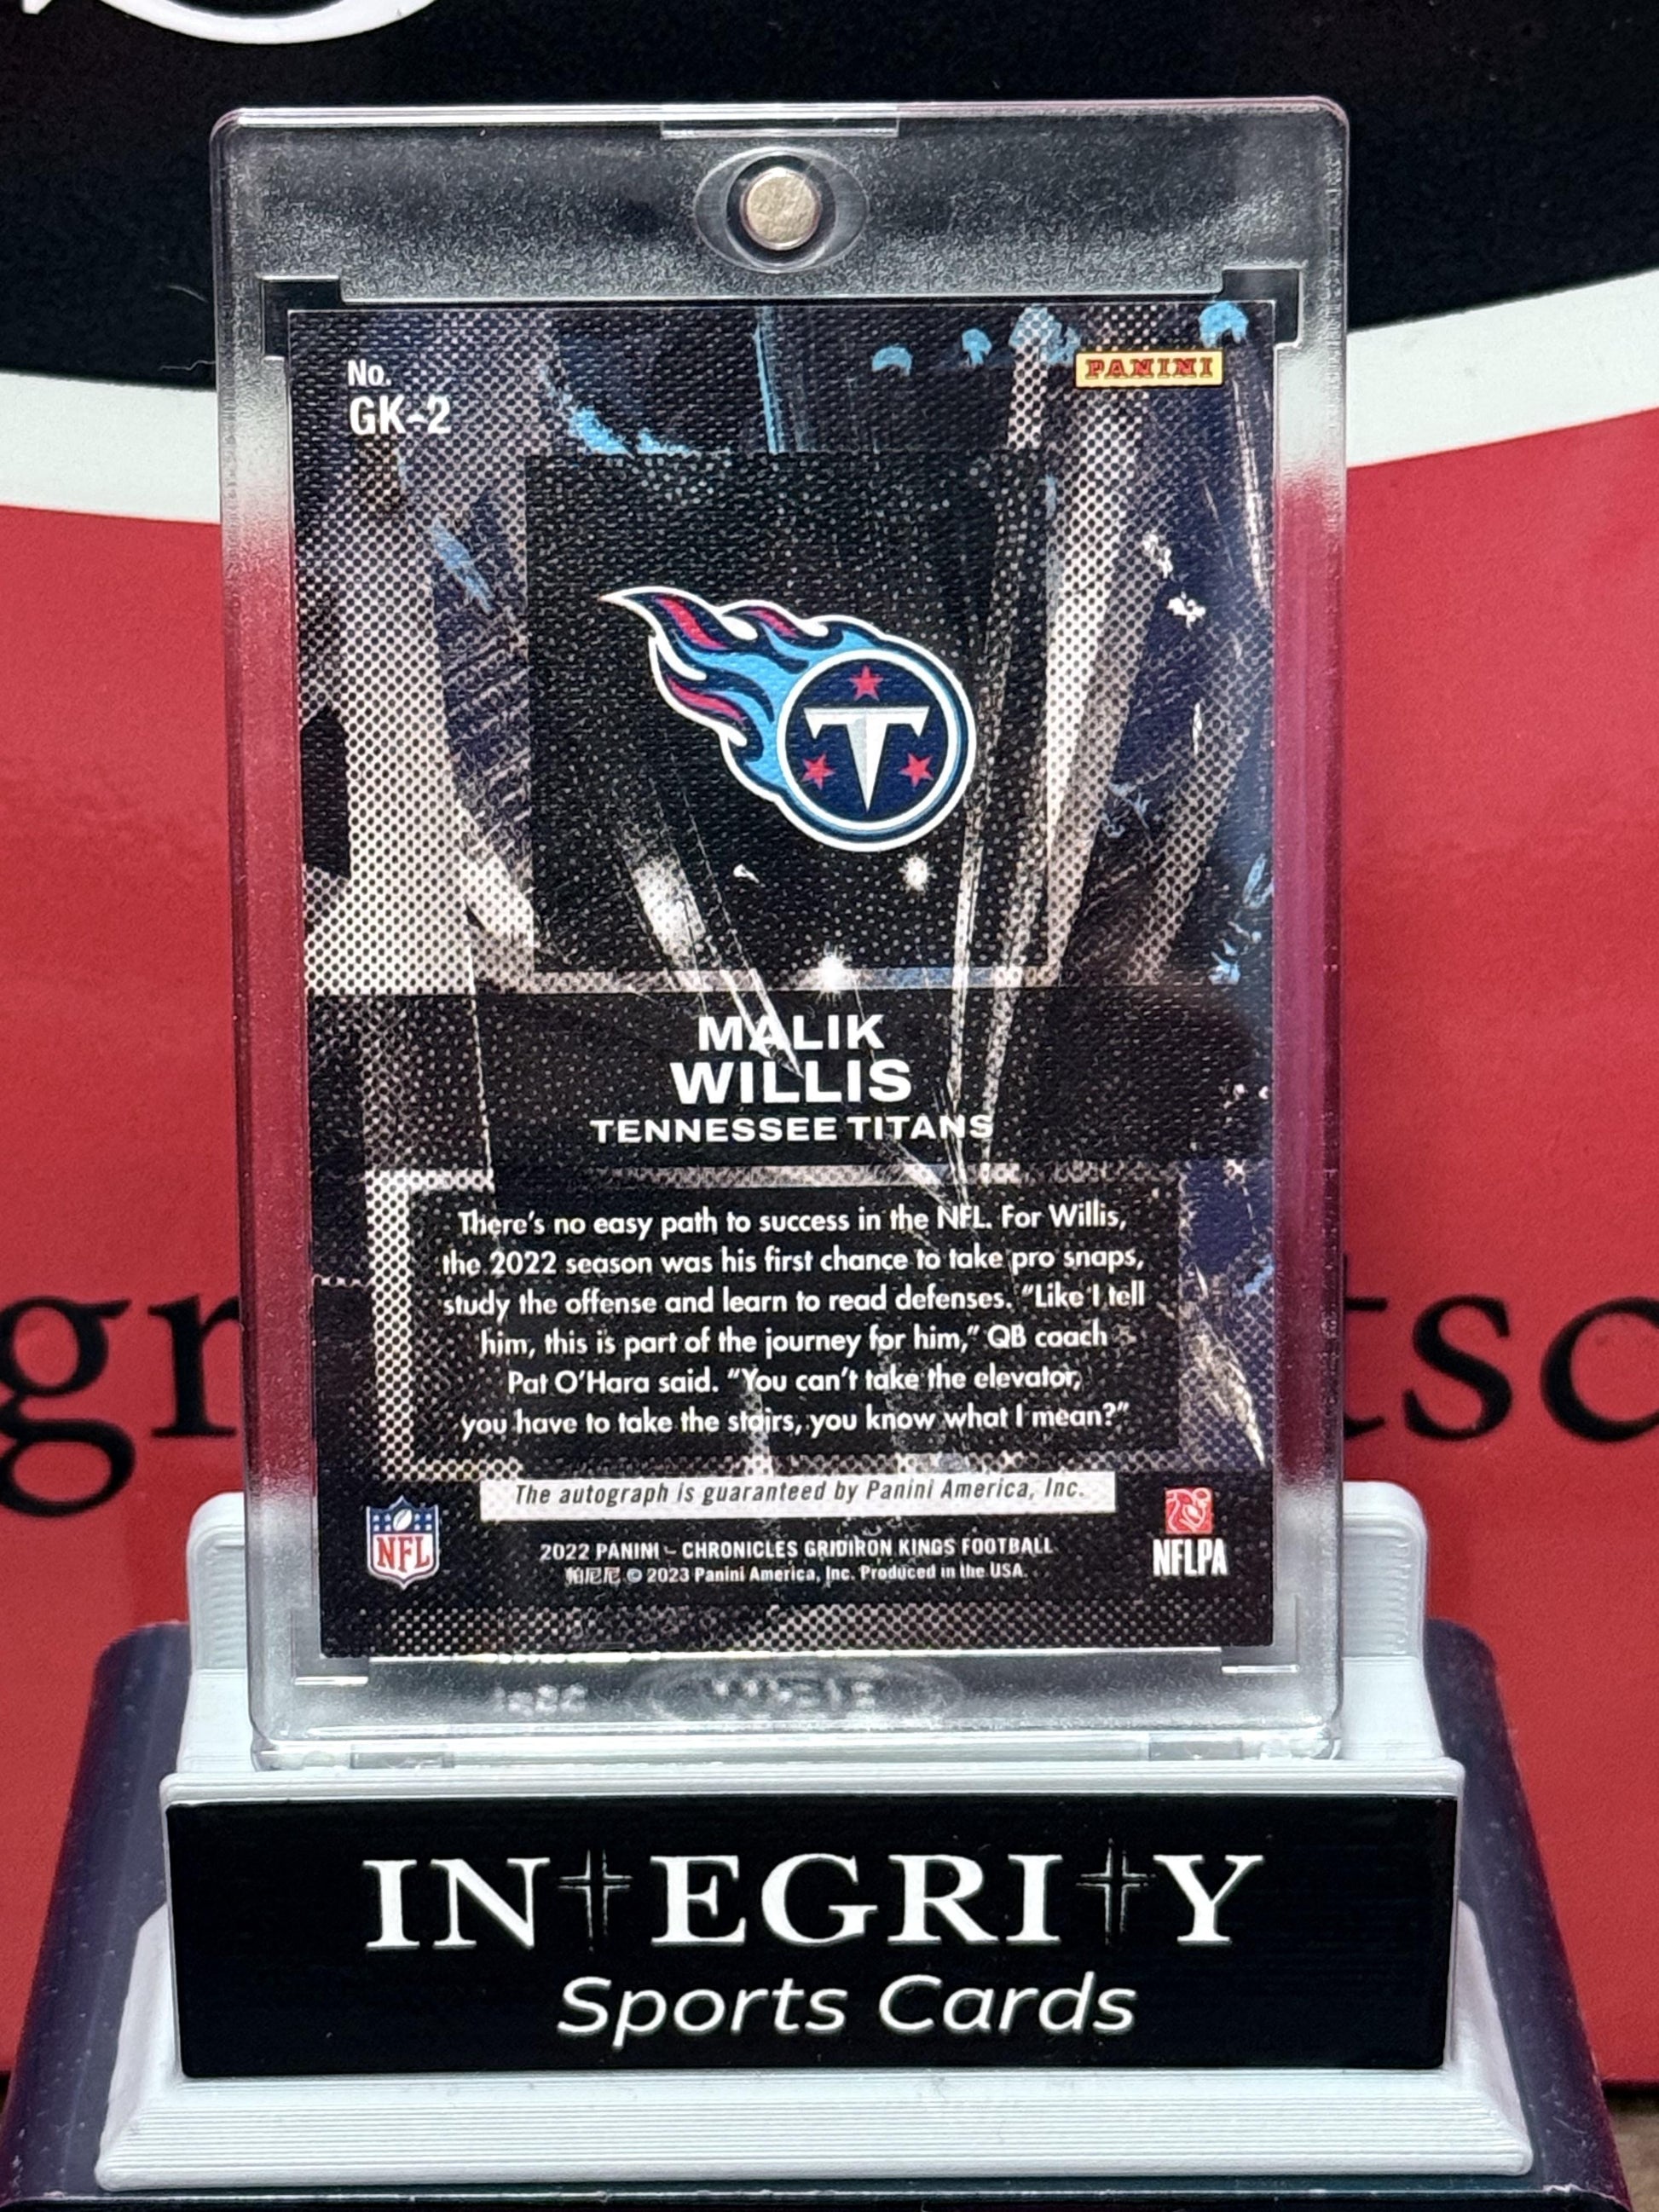 No.
GK-2
PANINI
T
MALIK
WILLIS
TENNESSEE TITANS
There's no easy path to success in the NFL. For Willis,
the 2022 season was his first chance to take pro snaps,
study the offense and learn to read defenses. "Like I tell
him, this is part of the journey for him," QB coach
Pat O'Hara said. "You can't take the elevator,
you have to take the stairs, you know what I mean?"
The autograph is guaranteed by Panini America, Inc.
NFL
2022 PANINI – CHRONICLES GRIDIRON KINGS FOOTBALL
帕尼尼 © 2023 Panini America, Inc. Produced in the USA.
NFLPA
gr
tsc
INTEGRITY
Sports Cards